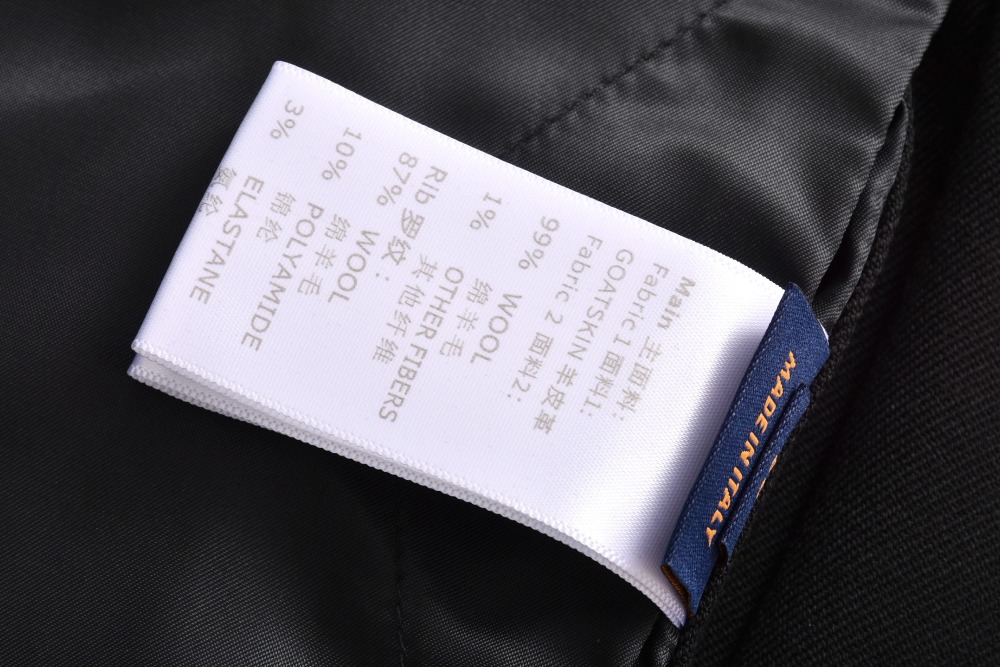 Main 主面料:
Fabric 1 面料1:
GOATSKIN 羊皮革
Fabric 2 面料2:
99% WOOL
绵羊毛
1% OTHER FIBERS
其他纤维
Rib 罗纹:
87% WOOL
绵羊毛
10% POLYAMIDE
锦纶
3% ELASTANE
氨纶
MADE IN ITALY